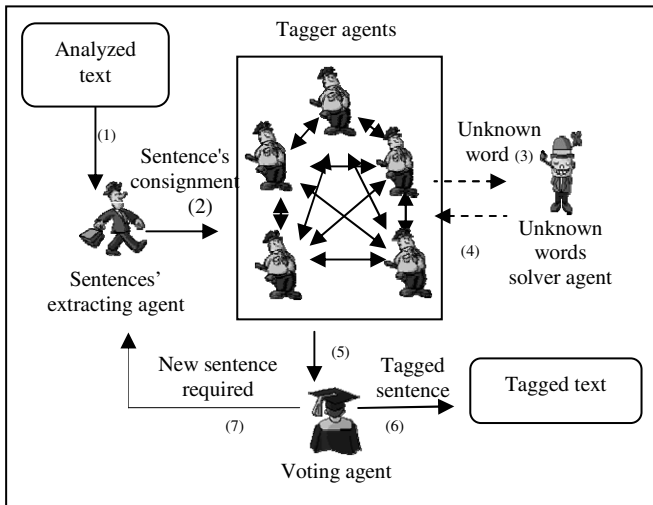 Analyzed
text
(1)
Tagger agents
Sentence's
consignment
(2)
Sentences’
extracting agent
Unknown
word (3)
(4)
Unknown
words
solver agent
(5)
New sentence
required
(7)
Tagged
sentence
(6)
Tagged text
Voting agent